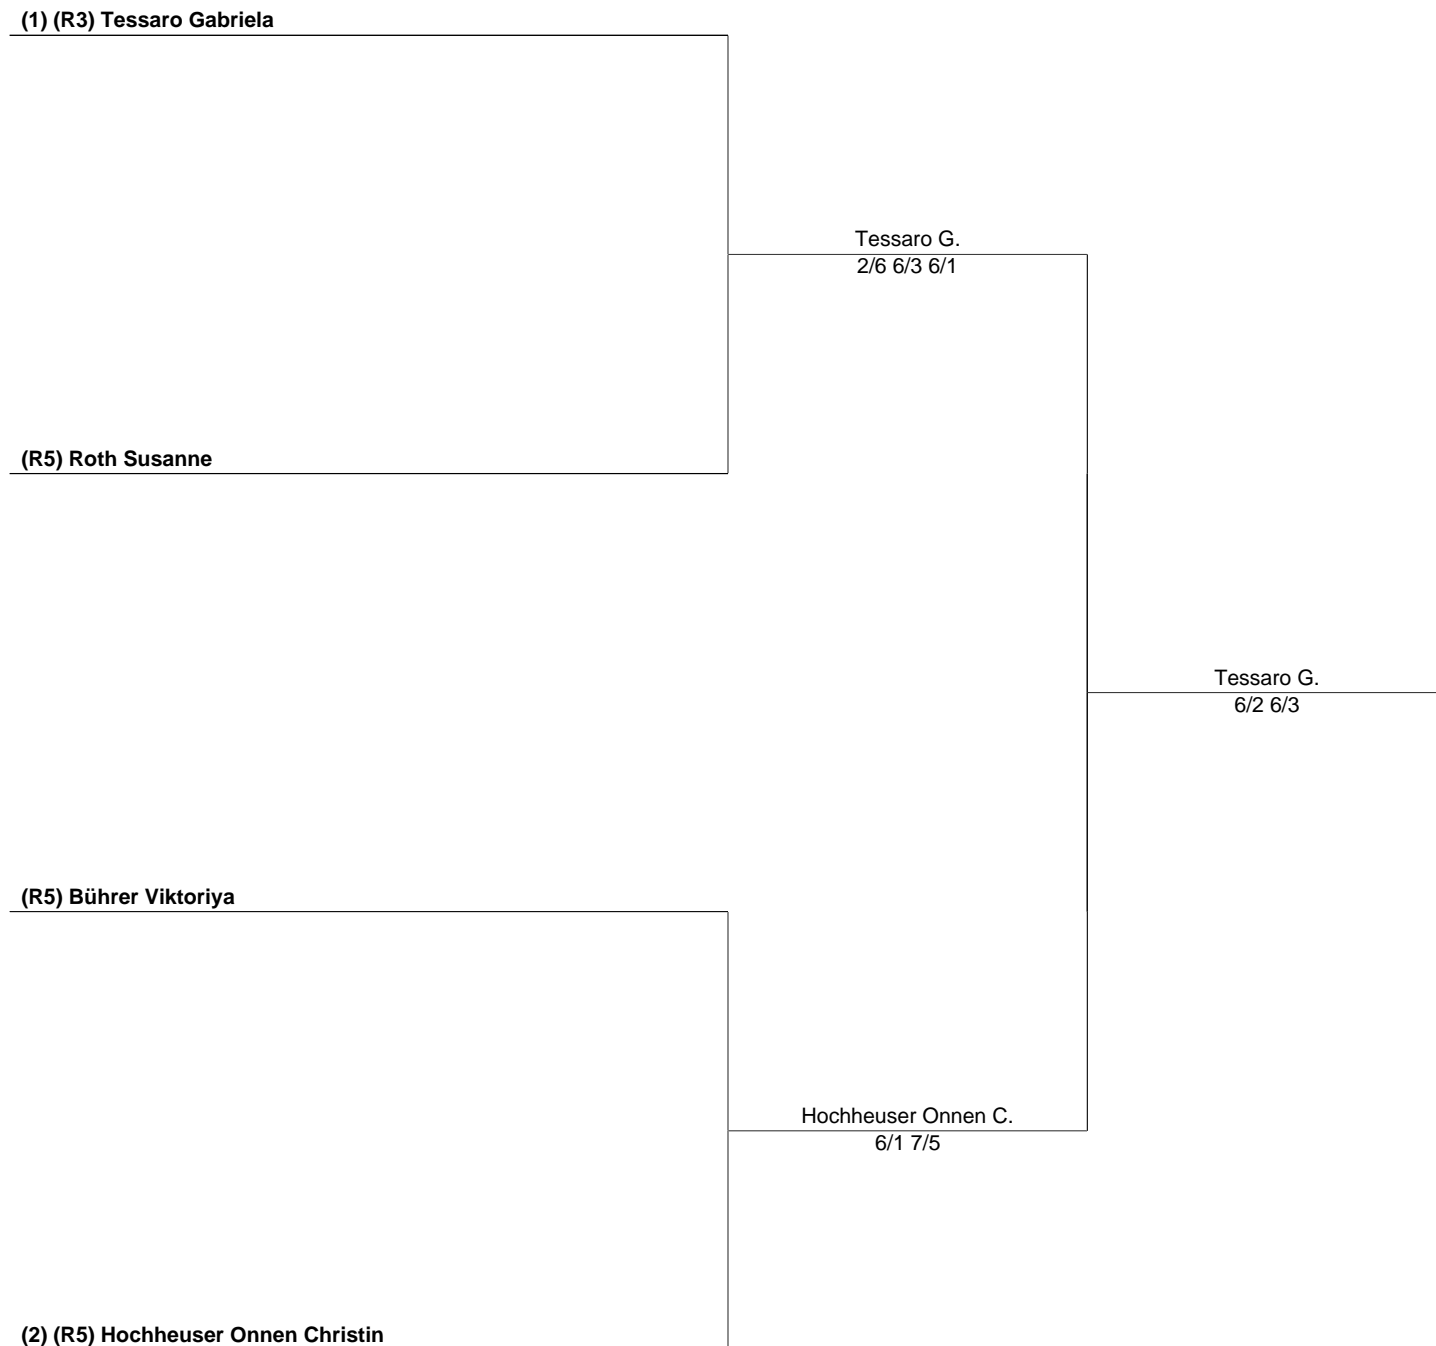 (1) (R3) Tessaro Gabriela
Tessaro G.
2/6 6/3 6/1
(R5) Roth Susanne
Tessaro G.
6/2 6/3
(R5) Bührer Viktoriya
Hochheuser Onnen C.
6/1 7/5
(2) (R5) Hochheuser Onnen Christin